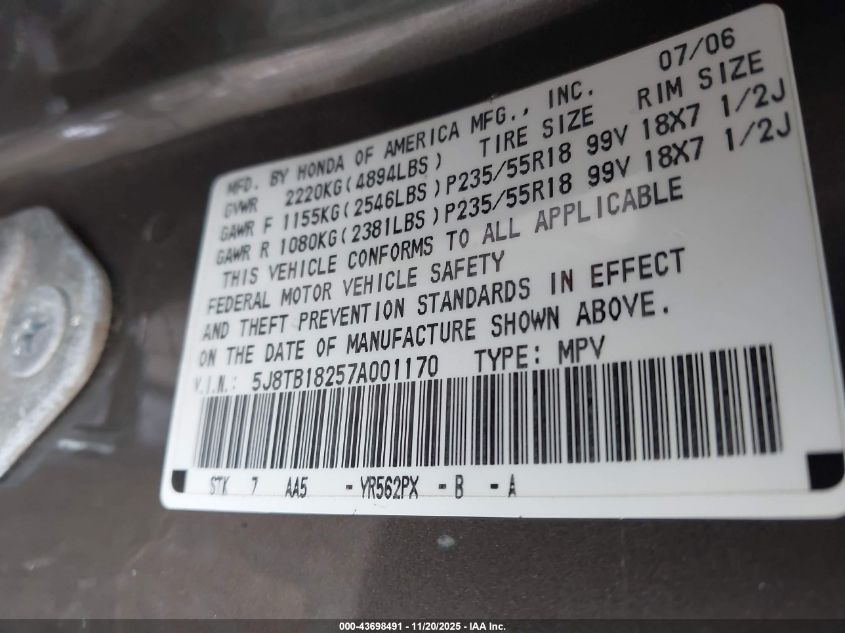 MFD. BY HONDA OF AMERICA MFG., INC. 07/06
GVWR 2220KG(4894LBS) TIRE SIZE RIM SIZE
GAWR F 1155KG(2546LBS)P235/55R18 99V 18X7 1/2J
GAWR R 1080KG(2381LBS)P235/55R18 99V 18X7 1/2J
THIS VEHICLE CONFORMS TO ALL APPLICABLE
FEDERAL MOTOR VEHICLE SAFETY
AND THEFT PREVENTION STANDARDS IN EFFECT
ON THE DATE OF MANUFACTURE SHOWN ABOVE.
V.I.N.: 5J8TB18257A001170 TYPE: MPV
STK 7 AA5 -YR562PX -B -A
000-43698491 - 11/20/2025 - IAA Inc.